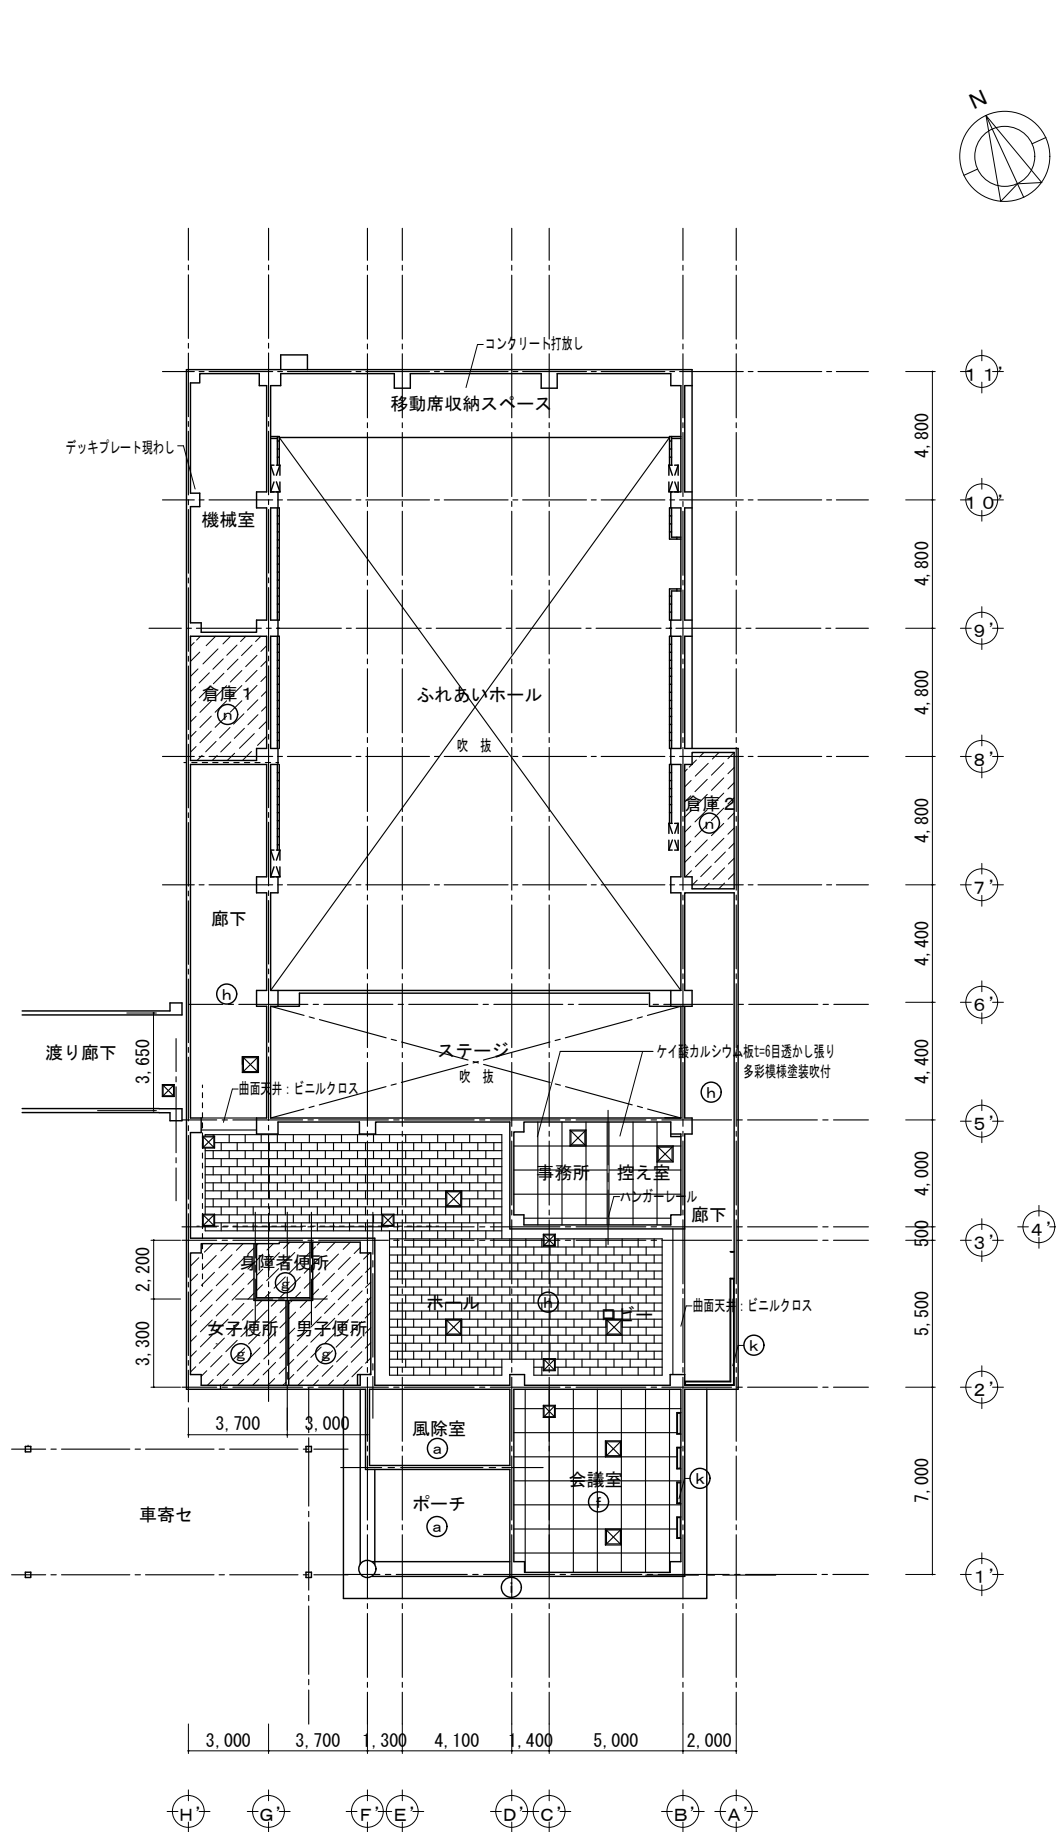 N
コンクリート打放し
11'
移動席収納スペース
4,800
デッキプレート現わし
10'
機械室
4,800
9'
倉庫1
n
ふれあいホール
吹 抜
4,800
8'
倉庫2
n
4,800
7'
廊下
4,400
h
6'
渡り廊下
3,650
ステージ
吹 抜
ケイ酸カルシウム板t=6目透かし張り
多彩模様塗装吹付
4,400
曲面天井：ビニルクロス
h
5'
事務所
控え室
4,000
ハンガーレール
廊下
500
4'
3'
2,200
身障者便所
g
ホール
h
ビー
曲面天井：ビニルクロス
5,500
3,300
女子便所
男子便所
g
g
k
2'
3,700
3,000
風除室
a
会議室
f
k
7,000
車寄セ
ポーチ
a
1'
3,000
3,700
1,300
4,100
1,400
5,000
2,000
H'
G'
F'
E'
D'
C'
B'
A'